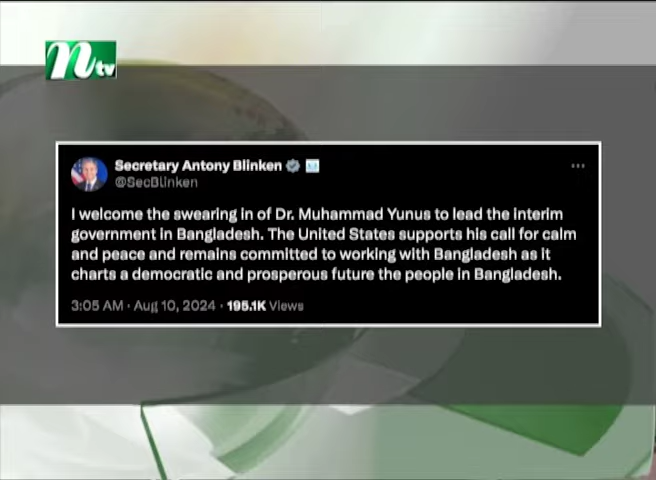 ntv
Secretary Antony Blinken
@SecBlinken
I welcome the swearing in of Dr. Muhammad Yunus to lead the interim
government in Bangladesh. The United States supports his call for calm
and peace and remains committed to working with Bangladesh as it
charts a democratic and prosperous future the people in Bangladesh.
3:05 AM · Aug 10, 2024 · 195.1K Views